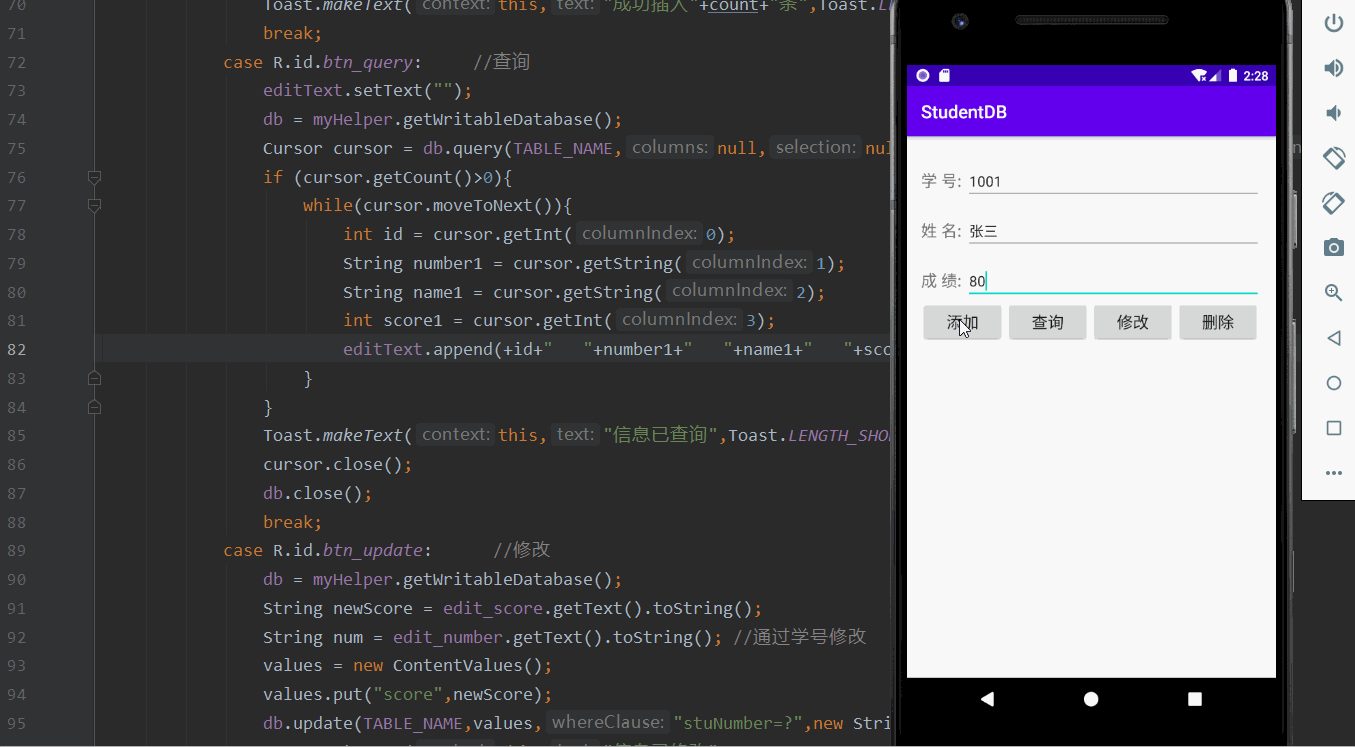 70 Toast.makeText( context: this, text: "成功插入"+count+"条",Toast.
71 break;
72 case R.id.btn_query: //查询
73 editText.setText("");
74 db = myHelper.getWritableDatabase();
75 Cursor cursor = db.query(TABLE_NAME, columns: null, selection:
76 if (cursor.getCount()>0){
77 while(cursor.moveToNext()){
78 int id = cursor.getInt( columnIndex: 0);
79 String number1 = cursor.getString( columnIndex: 1);
80 String name1 = cursor.getString( columnIndex: 2);
81 int score1 = cursor.getInt( columnIndex: 3);
82 editText.append(+id+"   "+number1+"   "+name1+"   "+sco
83 }
84 }
85 Toast.makeText( context: this, text: "信息已查询",Toast.LENGTH_SHO
86 cursor.close();
87 db.close();
88 break;
89 case R.id.btn_update: //修改
90 db = myHelper.getWritableDatabase();
91 String newScore = edit_score.getText().toString();
92 String num = edit_number.getText().toString(); //通过学号修改
93 values = new ContentValues();
94 values.put("score",newScore);
95 db.update(TABLE_NAME,values, whereClause: "stuNumber=?",new Stri
2:28
StudentDB
学 号: 1001
姓 名: 张三
成 绩: 80
添加 查询 修改 删除